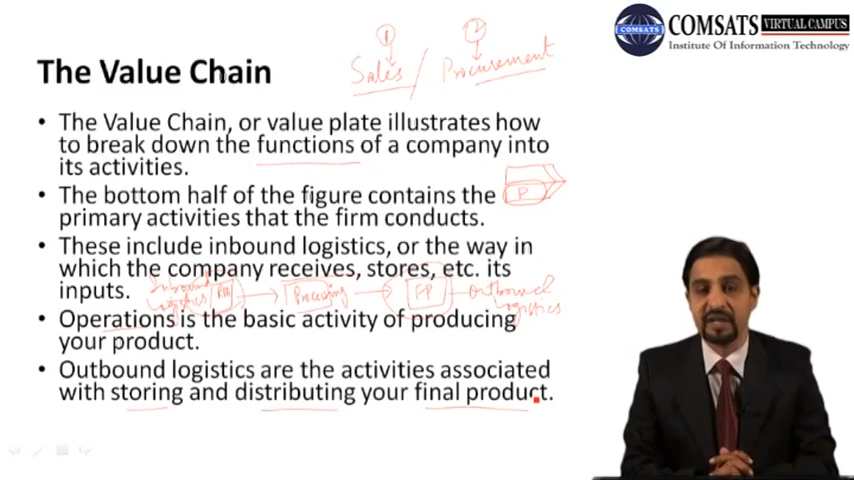 COMSATS VIRTUAL CAMPUS
COMSATS
Institute Of Information Technology
1 2
Sales / Procurement
The Value Chain
• The Value Chain, or value plate illustrates how
to break down the functions of a company into
its activities.
• The bottom half of the figure contains the
P
primary activities that the firm conducts.
• These include inbound logistics, or the way in
which the company receives, stores, etc. its
inputs.
Inbound
Logistics RM Processing FP Outbound
Logistics
• Operations is the basic activity of producing
your product.
• Outbound logistics are the activities associated
with storing and distributing your final product.